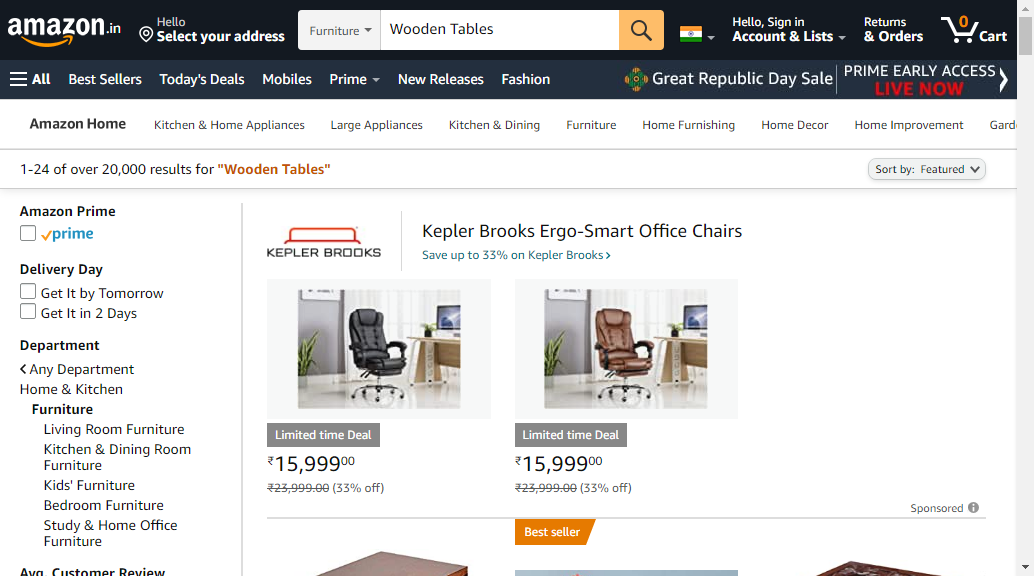 amazon.in
Hello
Select your address
Furniture
Wooden Tables
Hello, Sign in
Account & Lists
Returns
& Orders
0
Cart
All
Best Sellers
Today's Deals
Mobiles
Prime
New Releases
Fashion
Great Republic Day Sale
PRIME EARLY ACCESS
LIVE NOW
Amazon Home
Kitchen & Home Appliances
Large Appliances
Kitchen & Dining
Furniture
Home Furnishing
Home Decor
Home Improvement
Gard
1-24 of over 20,000 results for "Wooden Tables"
Sort by: Featured
Amazon Prime
prime
Delivery Day
Get It by Tomorrow
Get It in 2 Days
Department
Any Department
Home & Kitchen
Furniture
Living Room Furniture
Kitchen & Dining Room
Furniture
Kids' Furniture
Bedroom Furniture
Study & Home Office
Furniture
Avg. Customer Review
KEPLER BROOKS
Kepler Brooks Ergo-Smart Office Chairs
Save up to 33% on Kepler Brooks
Limited time Deal
₹15,99900
₹23,999.00 (33% off)
Limited time Deal
₹15,99900
₹23,999.00 (33% off)
Sponsored
Best seller